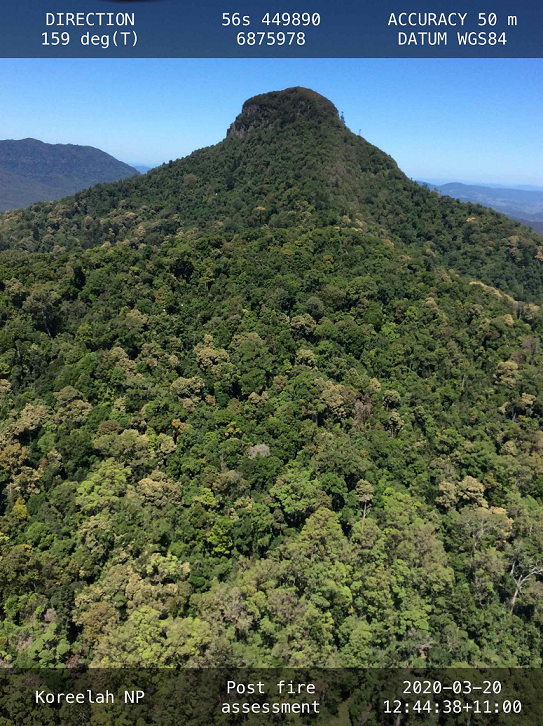 DIRECTION
159 deg(T)
56s 449890
6875978
ACCURACY 50 m
DATUM WGS84
Koreelah NP
Post fire
assessment
2020-03-20
12:44:38+11:00